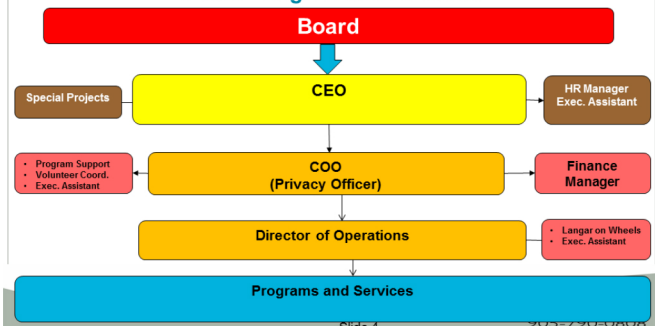 Board
CEO
Special Projects
HR Manager
Exec. Assistant
• Program Support
• Volunteer Coord.
• Exec. Assistant
COO
(Privacy Officer)
Finance
Manager
Director of Operations
• Langar on Wheels
• Exec. Assistant
Programs and Services